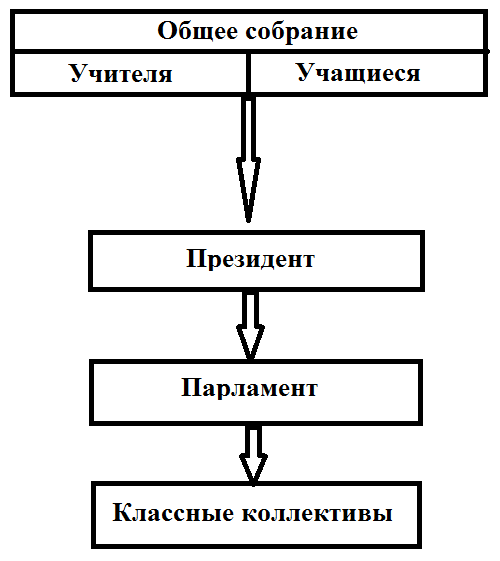 Общее собрание
Учителя Учащиеся
Президент
Парламент
Классные коллективы